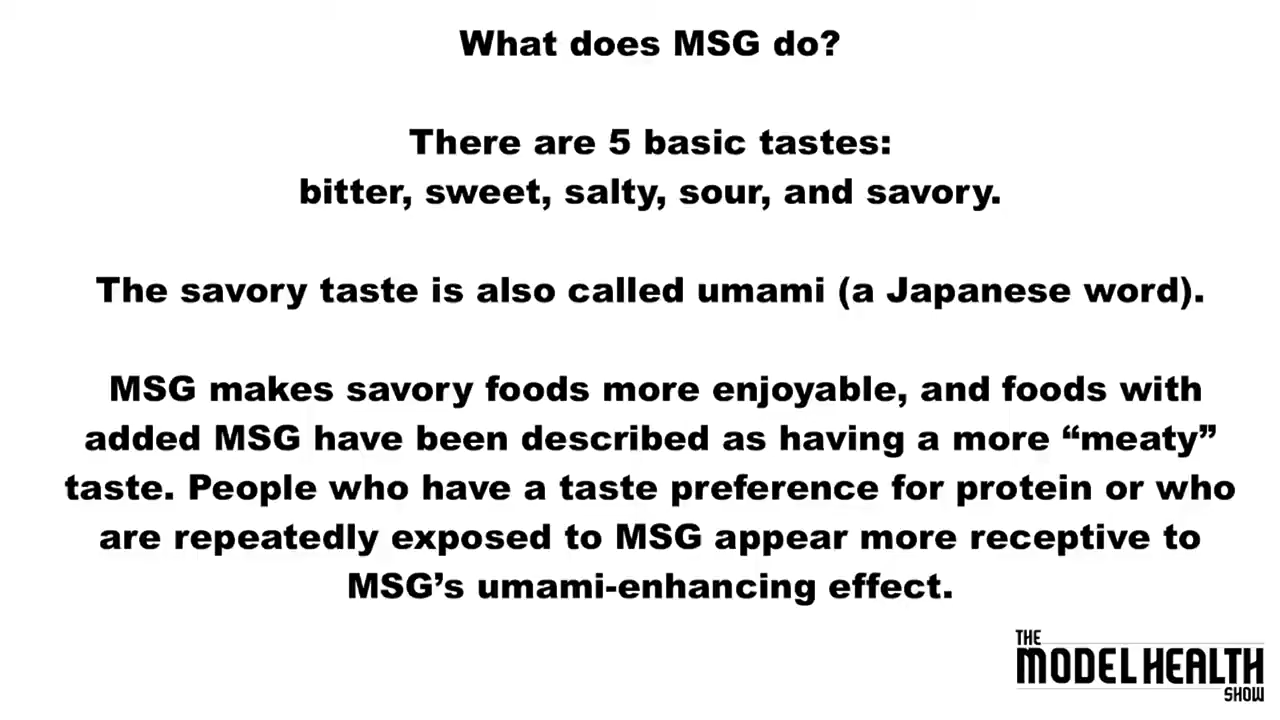 What does MSG do?
There are 5 basic tastes:
bitter, sweet, salty, sour, and savory.
The savory taste is also called umami (a Japanese word).
MSG makes savory foods more enjoyable, and foods with
added MSG have been described as having a more “meaty”
taste. People who have a taste preference for protein or who
are repeatedly exposed to MSG appear more receptive to
MSG’s umami-enhancing effect.
THE
MODEL HEALTH
SHOW